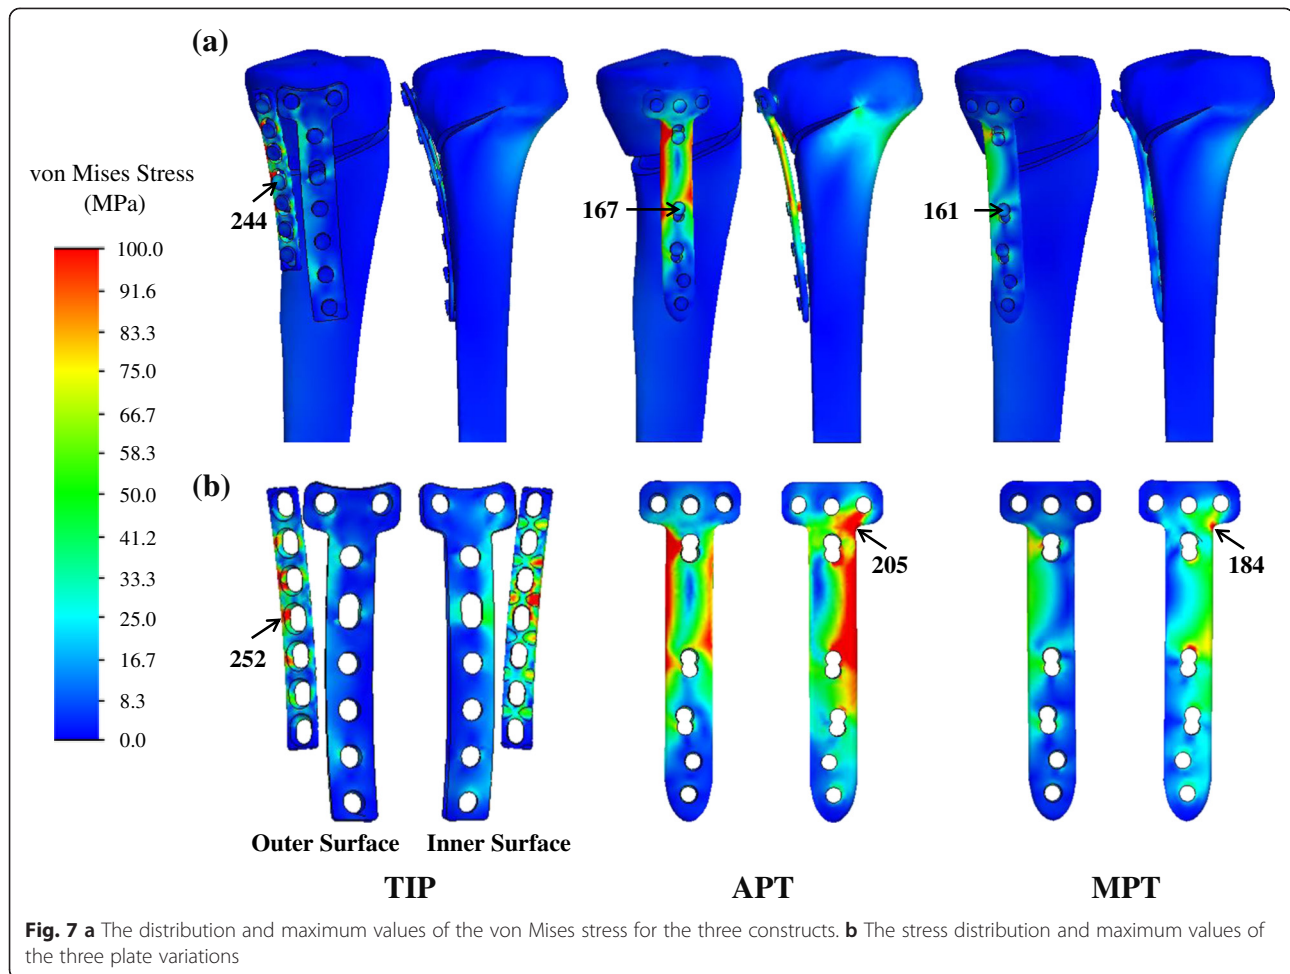 (a)
von Mises Stress
(MPa)
244
167
161
100.0
91.6
83.3
75.0
66.7
58.3
50.0
41.2
33.3
25.0
16.7
8.3
0.0
(b)
252
205
184
Outer Surface Inner Surface
TIP APT MPT
Fig. 7 a The distribution and maximum values of the von Mises stress for the three constructs. b The stress distribution and maximum values of
the three plate variations